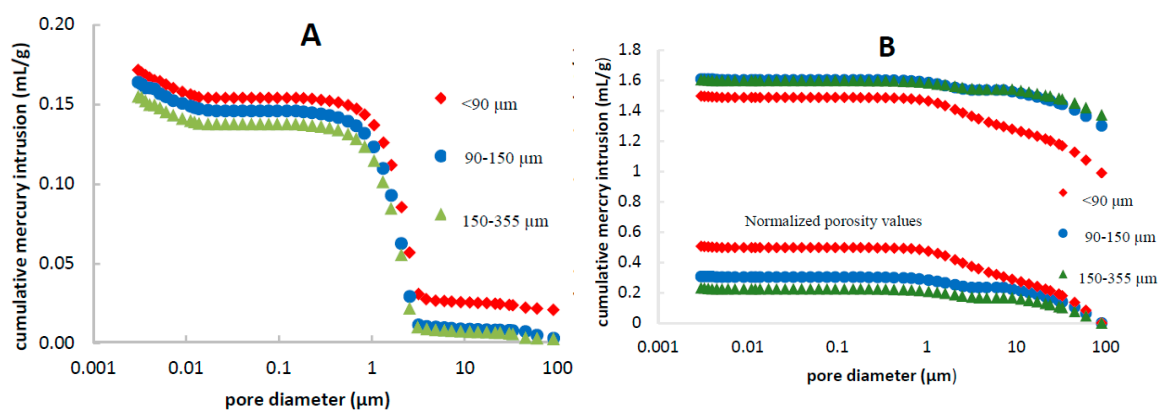 A
cumulative mercury intrusion (mL/g)
0.20
0.15
0.10
0.05
0.00
<90 µm
90-150 µm
150-355 µm
0.001
0.01
0.1
1
10
100
pore diameter (µm)
B
cumulative mercry intrusion (mL/g)
1.8
1.6
1.4
1.2
1
0.8
0.6
0.4
0.2
0
Normalized porosity values
<90 µm
90-150 µm
150-355 µm
0.001
0.01
0.1
1
10
100
pore diameter (µm)